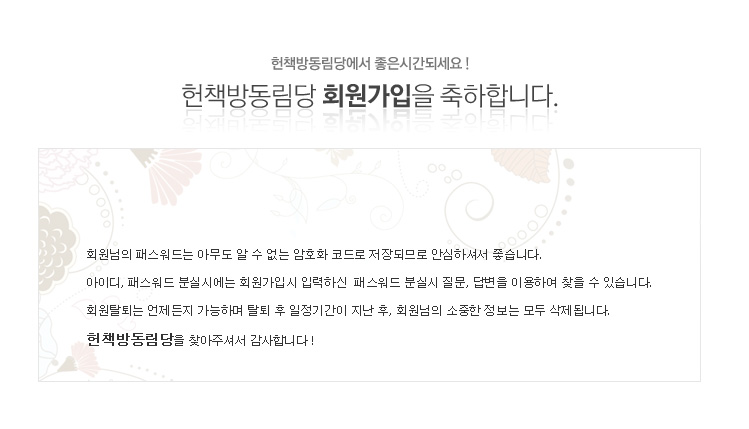 헌책방동림당에서 좋은시간되세요 !
헌책방동림당 회원가입을 축하합니다.
회원님의 패스워드는 아무도 알 수 없는 암호화 코드로 저장되므로 안심하셔서 좋습니다.
아이디, 패스워드 분실시에는 회원가입시 입력하신 패스워드 분실시 질문, 답변을 이용하여 찾을 수 있습니다.
회원탈퇴는 언제든지 가능하며 탈퇴 후 일정기간이 지난 후, 회원님의 소중한 정보는 모두 삭제됩니다.
헌책방동림당을 찾아주셔서 감사합니다 !